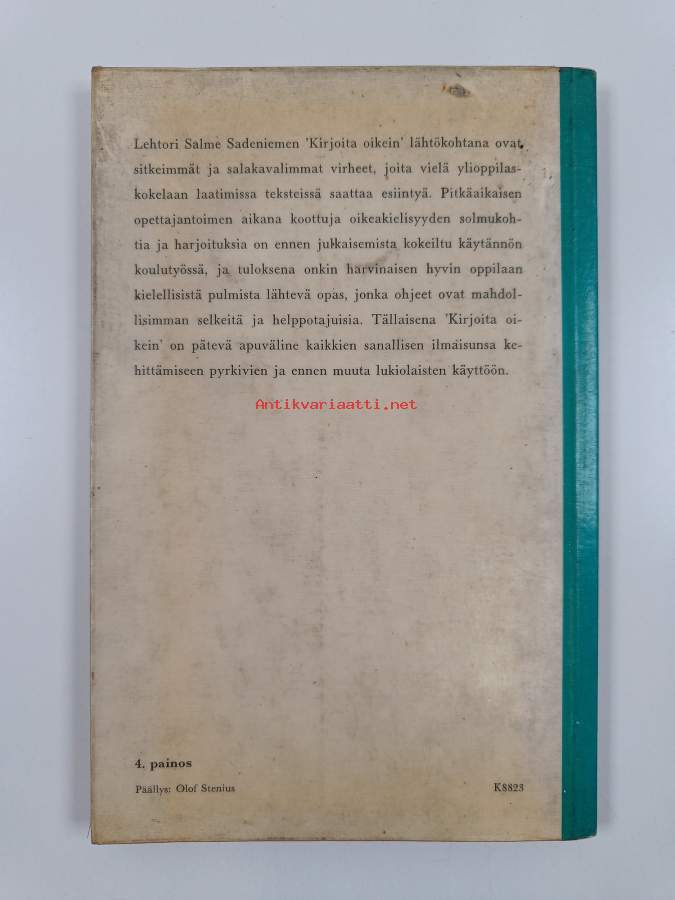 Lehtori Salme Sadeniemen 'Kirjoita oikein' lähtökohtana ovat
sitkeimmät ja salakavalimmat virheet, joita vielä ylioppilas-
kokelaan laatimissa teksteissä saattaa esiintyä. Pitkäaikaisen
opettajantoimen aikana koottuja oikeakielisyyden solmukoh-
tia ja harjoituksia on ennen julkaisemista kokeiltu käytännön
koulutyössä, ja tuloksena onkin harvinaisen hyvin oppilaan
kielellisistä pulmista lähtevä opas, jonka ohjeet ovat mahdol-
lisimman selkeitä ja helppotajuisia. Tällaisena 'Kirjoita oi-
kein' on pätevä apuväline kaikkien sanallisen ilmaisunsa ke-
hittämiseen pyrkivien ja ennen muuta lukiolaisten käyttöön.
Antikvariaatti.net
4. painos
Päällys: Olof Stenius K8823